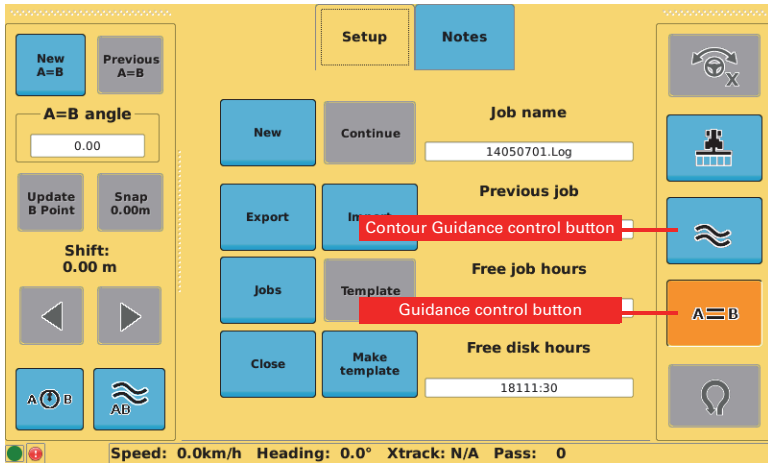 Setup
Notes
New
A=B
Previous
A=B
A=B angle
0.00
Update
B Point
Snap
0.00m
Shift:
0.00 m
A B
AB
New
Continue
Job name
14050701.Log
Export
Import
Previous job
Contour Guidance control button
Jobs
Template
Free job hours
Guidance control button
Close
Make
template
Free disk hours
18111:30
X
A=B
Speed: 0.0km/h Heading: 0.0° Xtrack: N/A Pass: 0